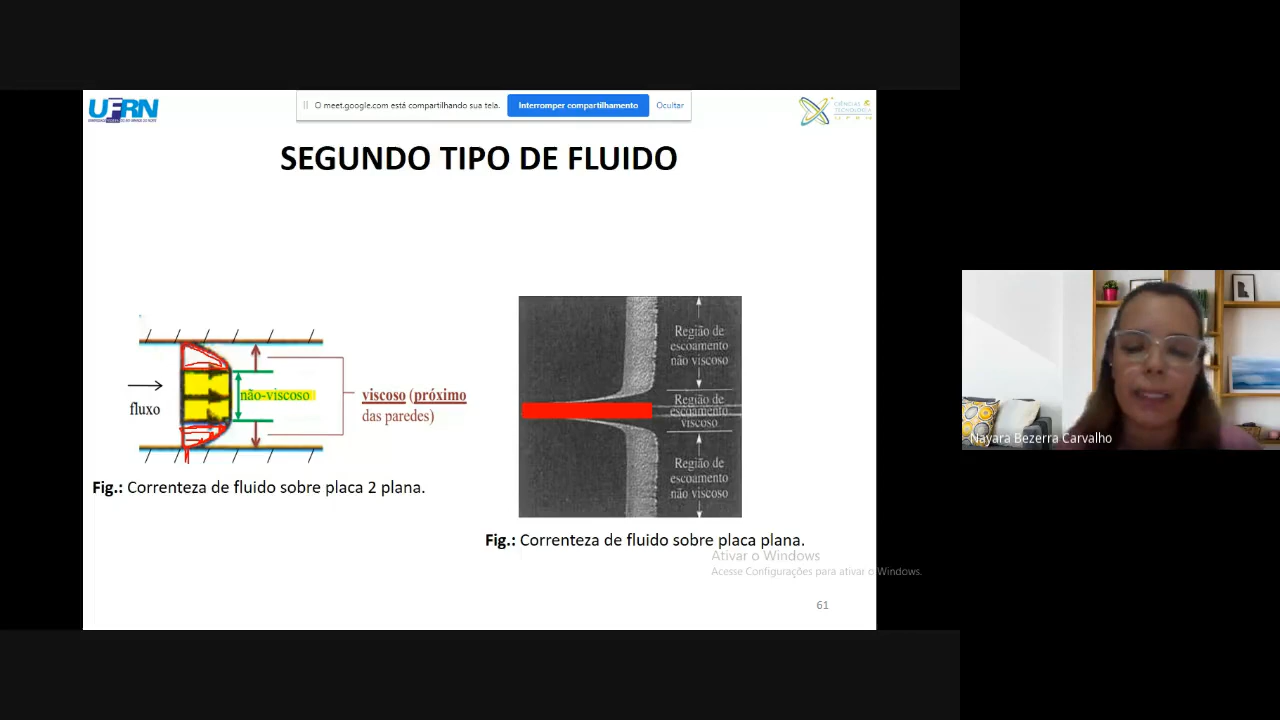 UFRN
O meet.google.com está compartilhando sua tela.
Interromper compartilhamento
Ocultar
CIÊNCIAS &
TECNOLOGIA
UFRN
SEGUNDO TIPO DE FLUIDO
fluxo
não-viscoso
viscoso (próximo
das paredes)
Fig.: Correnteza de fluido sobre placa 2 plana.
Região de
escoamento
não viscoso
Região de
escoamento
viscoso
Região de
escoamento
não viscoso
Fig.: Correnteza de fluido sobre placa plana.
Ativar o Windows
Acesse Configurações para ativar o Windows.
61
Nayara Bezerra Carvalho